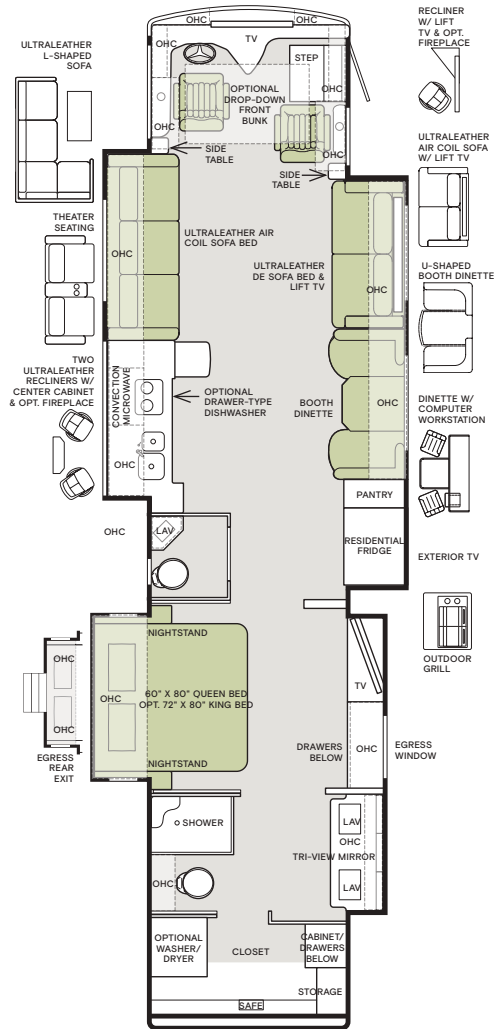 OHC
OHC
RECLINER
W/ LIFT
TV & OPT.
FIREPLACE
ULTRALEATHER
L-SHAPED
SOFA
OHC
TV
STEP
OPTIONAL
DROP-DOWN
FRONT
BUNK
OHC
OHC
OHC
SIDE
TABLE
SIDE
TABLE
ULTRALEATHER
AIR COIL SOFA
W/ LIFT TV
THEATER
SEATING
OHC
ULTRALEATHER AIR
COIL SOFA BED
ULTRALEATHER
DE SOFA BED &
LIFT TV
OHC
U-SHAPED
BOOTH DINETTE
TWO
ULTRALEATHER
RECLINERS W/
CENTER CABINET
& OPT. FIREPLACE
CONVECTION
MICROWAVE
OPTIONAL
DRAWER-TYPE
DISHWASHER
BOOTH
DINETTE
OHC
DINETTE W/
COMPUTER
WORKSTATION
OHC
PANTRY
OHC
LAV
RESIDENTIAL
FRIDGE
EXTERIOR TV
OUTDOOR
GRILL
NIGHTSTAND
OHC
OHC
OHC
60" X 80" QUEEN BED
OPT. 72" X 80" KING BED
TV
EGRESS
REAR
EXIT
NIGHTSTAND
DRAWERS
BELOW
OHC
EGRESS
WINDOW
SHOWER
LAV
OHC
TRI-VIEW MIRROR
LAV
OHC
OPTIONAL
WASHER/
DRYER
CLOSET
CABINET/
DRAWERS
BELOW
STORAGE
SAFE